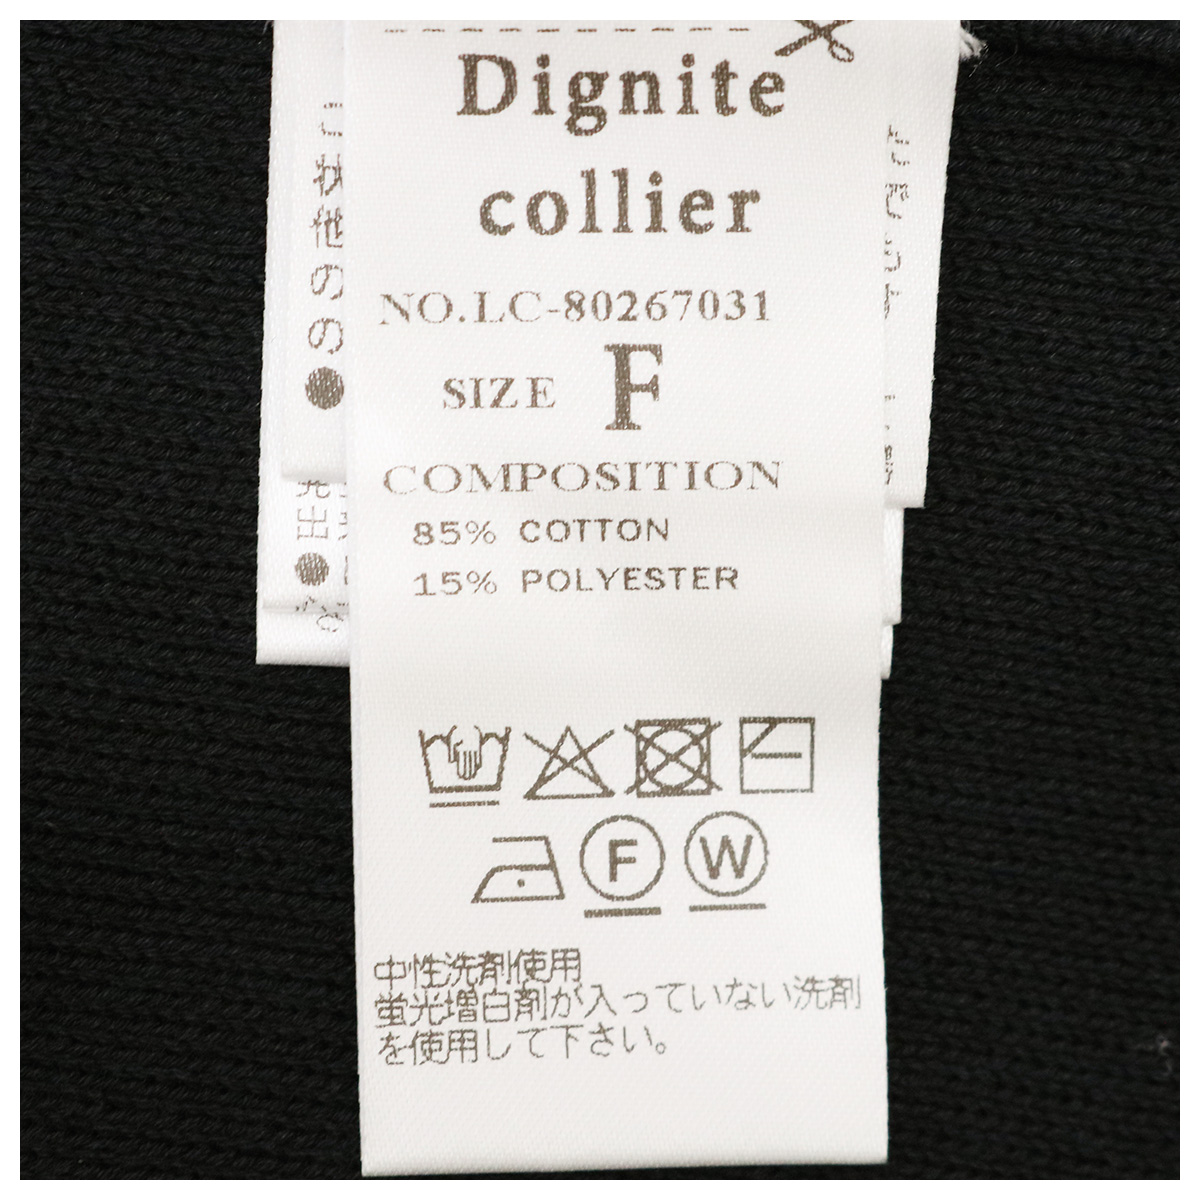 Dignite
collier
NO.LC-80267031
SIZE F
COMPOSITION
85% COTTON
15% POLYESTER
F W
中性洗剤使用
蛍光増白剤が入っていない洗剤
を使用して下さい。